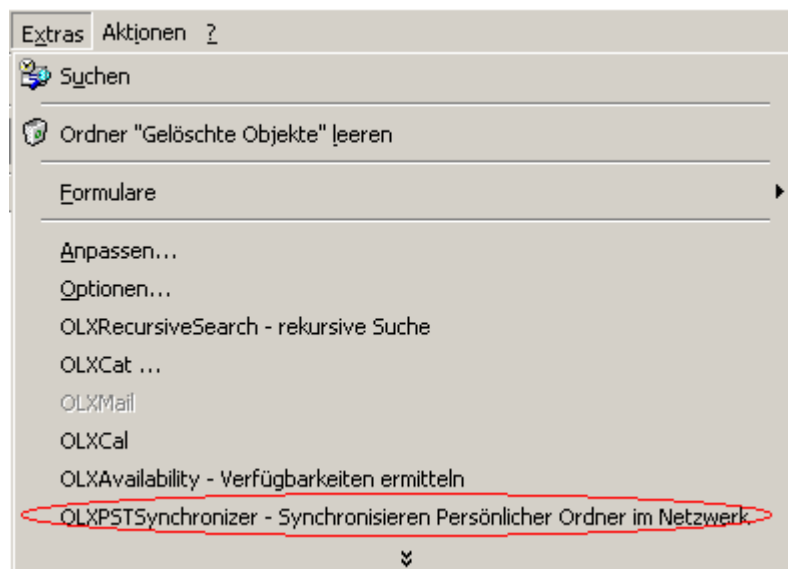 Extras Aktionen ?
Suchen
Ordner "Gelöschte Objekte" leeren
Formulare
Anpassen...
Optionen...
OLXRecursiveSearch - rekursive Suche
OLXCat ...
OLXMail
OLXCal
OLXAvailability - Verfügbarkeiten ermitteln
OLXPSTSynchronizer - Synchronisieren Persönlicher Ordner im Netzwerk